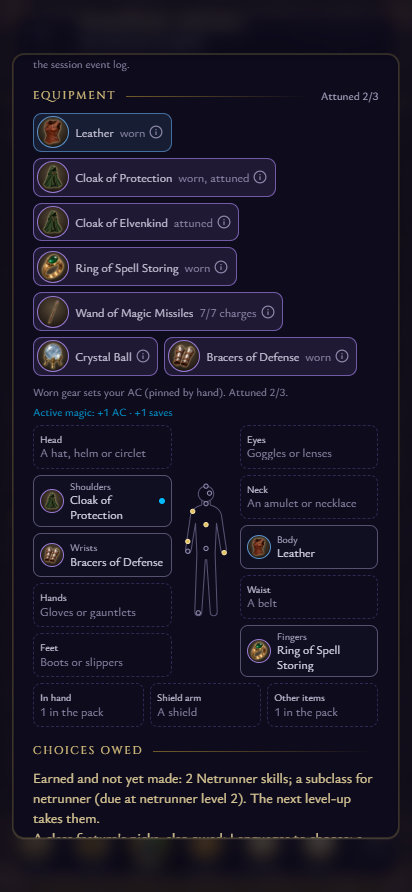 the session event log.
EQUIPMENT Attuned 2/3
Leather worn
Cloak of Protection worn, attuned
Cloak of Elvenkind attuned
Ring of Spell Storing worn
Wand of Magic Missiles 7/7 charges
Crystal Ball Bracers of Defense worn
Worn gear sets your AC (pinned by hand). Attuned 2/3.
Active magic: +1 AC · +1 saves
Head
A hat, helm or circlet
Eyes
Goggles or lenses
Shoulders
Cloak of
Protection
Neck
An amulet or necklace
Wrists
Bracers of Defense
Body
Leather
Hands
Gloves or gauntlets
Waist
A belt
Feet
Boots or slippers
Fingers
Ring of Spell
Storing
In hand
1 in the pack
Shield arm
A shield
Other items
1 in the pack
CHOICES OWED
Earned and not yet made: 2 Netrunner skills; a subclass for
netrunner (due at netrunner level 2). The next level-up
takes them.